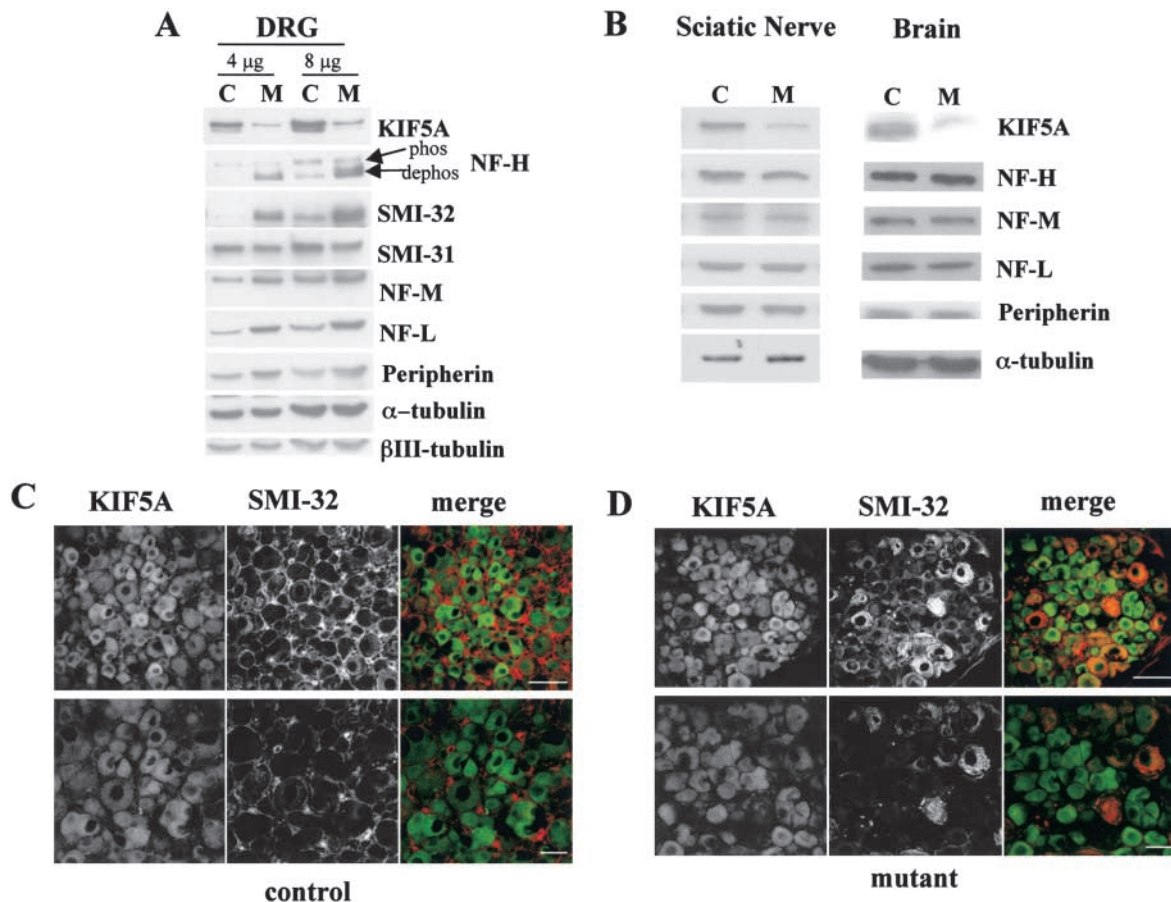 A
DRG
4 μg 8 μg
C M C M
KIF5A
phos
NF-H
dephos
SMI-32
SMI-31
NF-M
NF-L
Peripherin
α–tubulin
βIII-tubulin
B
Sciatic Nerve Brain
C M C M
KIF5A
NF-H
NF-M
NF-L
Peripherin
α-tubulin
C
KIF5A SMI-32 merge
control
D
KIF5A SMI-32 merge
mutant